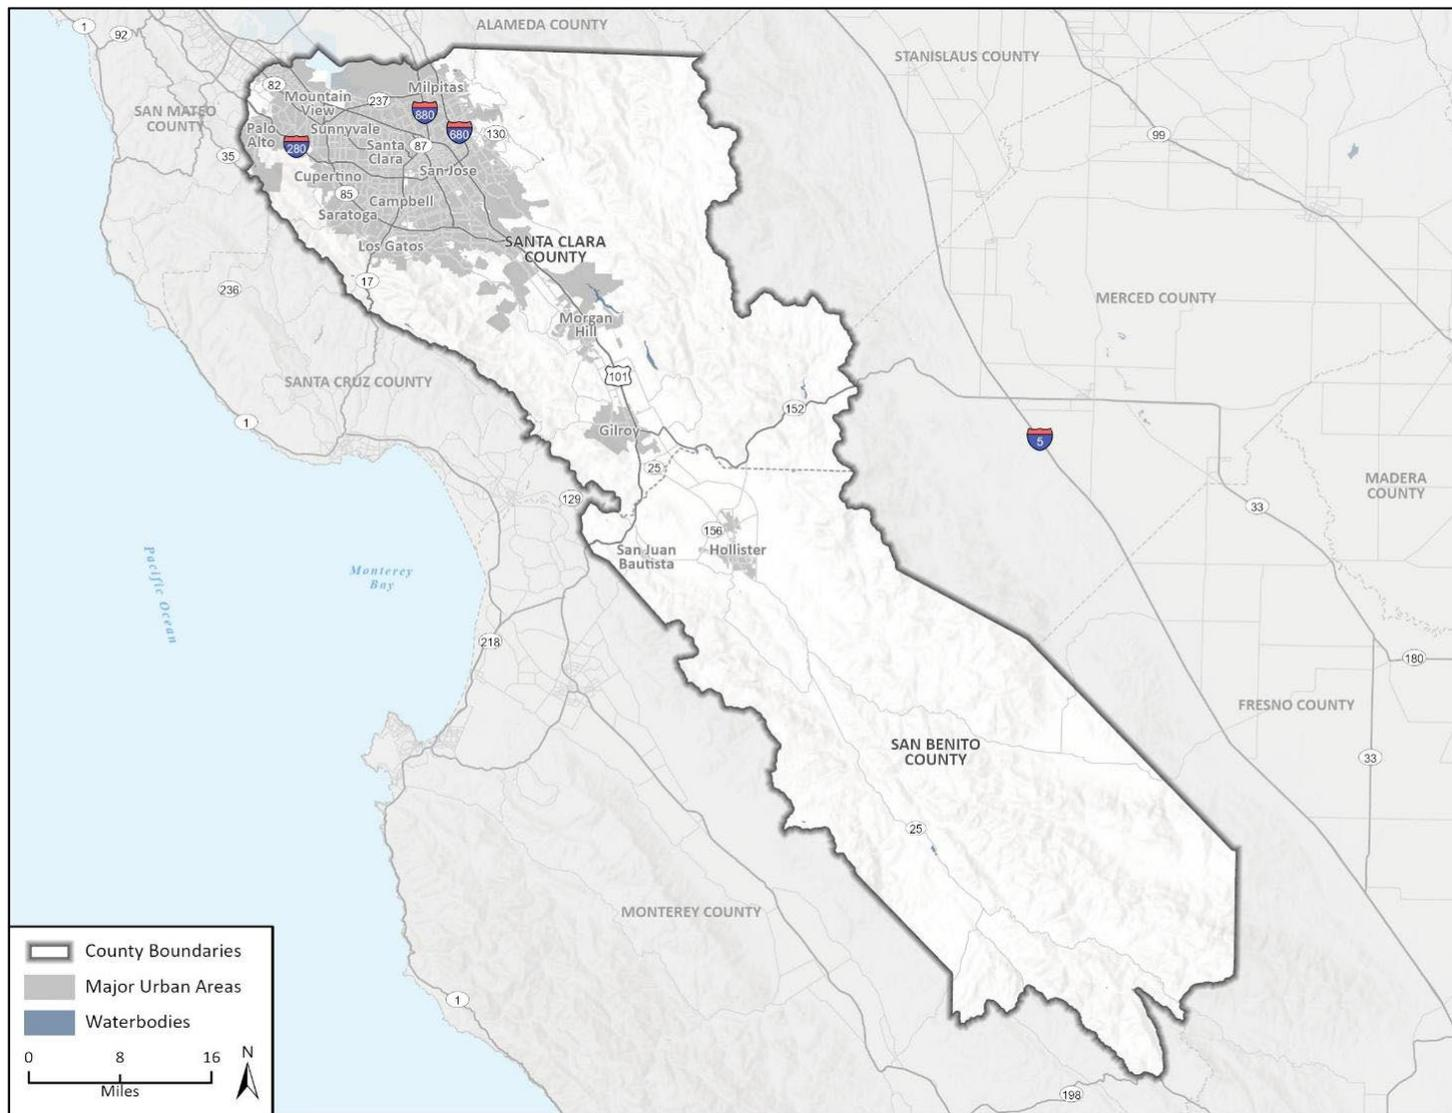 ALAMEDA COUNTY
1
92
STANISLAUS COUNTY
82
Mountain
View
237
Milpitas
880
SAN MATEO
COUNTY
Palo
Alto
Sunnyvale
680
130
99
280
Santa
Clara
87
35
Cupertino
San Jose
85
Campbell
Saratoga
Los Gatos
SANTA CLARA
COUNTY
17
236
MERCED COUNTY
Morgan
Hill
101
SANTA CRUZ COUNTY
152
1
Gilroy
5
25
MADERA
COUNTY
129
33
156
San Juan
Bautista
Hollister
Pacific Ocean
Monterey
Bay
218
180
FRESNO COUNTY
SAN BENITO
COUNTY
33
25
MONTEREY COUNTY
1
198
County Boundaries
Major Urban Areas
Waterbodies
0 8 16
Miles
N